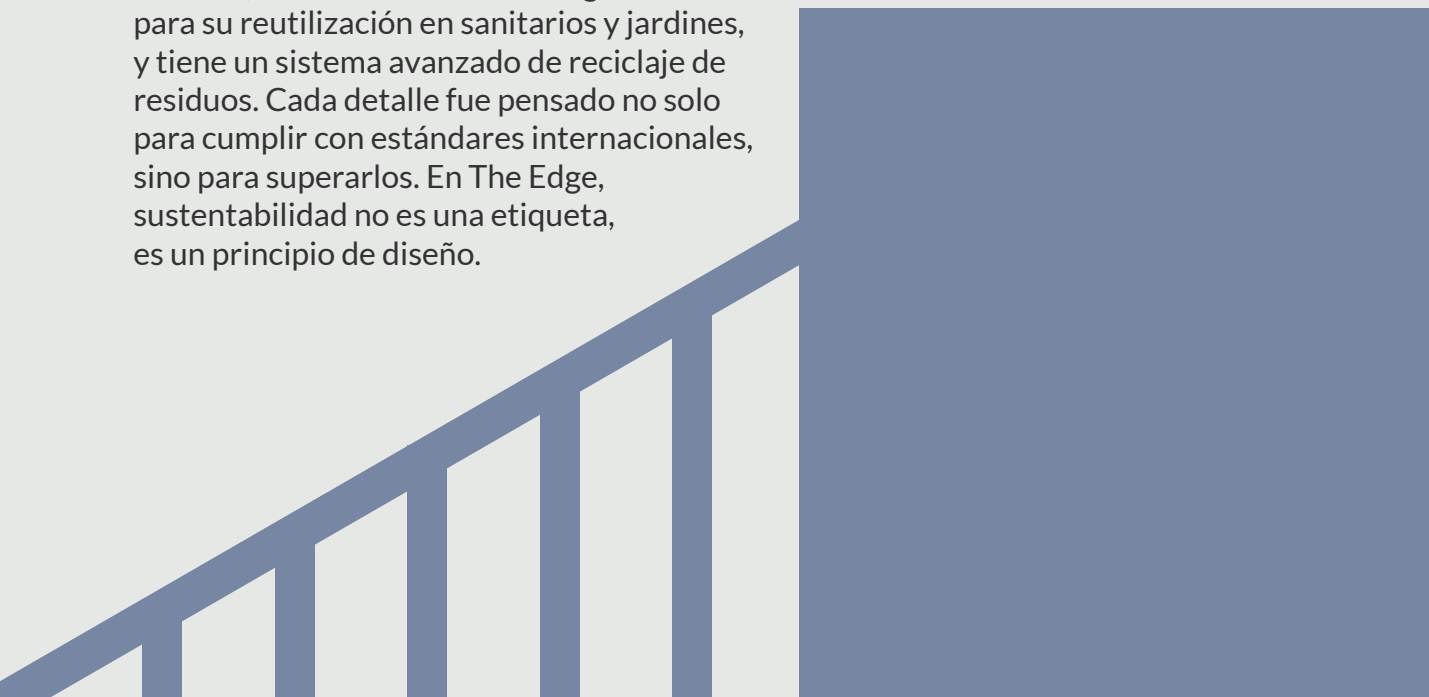 para su reutilización en sanitarios y jardines,
y tiene un sistema avanzado de reciclaje de
residuos. Cada detalle fue pensado no solo
para cumplir con estándares internacionales,
sino para superarlos. En The Edge,
sustentabilidad no es una etiqueta,
es un principio de diseño.